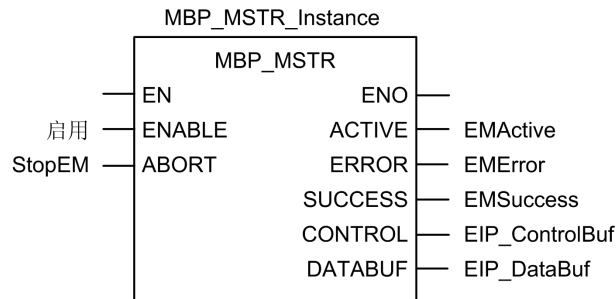 MBP_MSTR_Instance
MBP_MSTR
EN ENO
启用 ENABLE ACTIVE EMActive
StopEM ABORT ERROR EMError
SUCCESS EMSuccess
CONTROL EIP_ControlBuf
DATABUF EIP_DataBuf